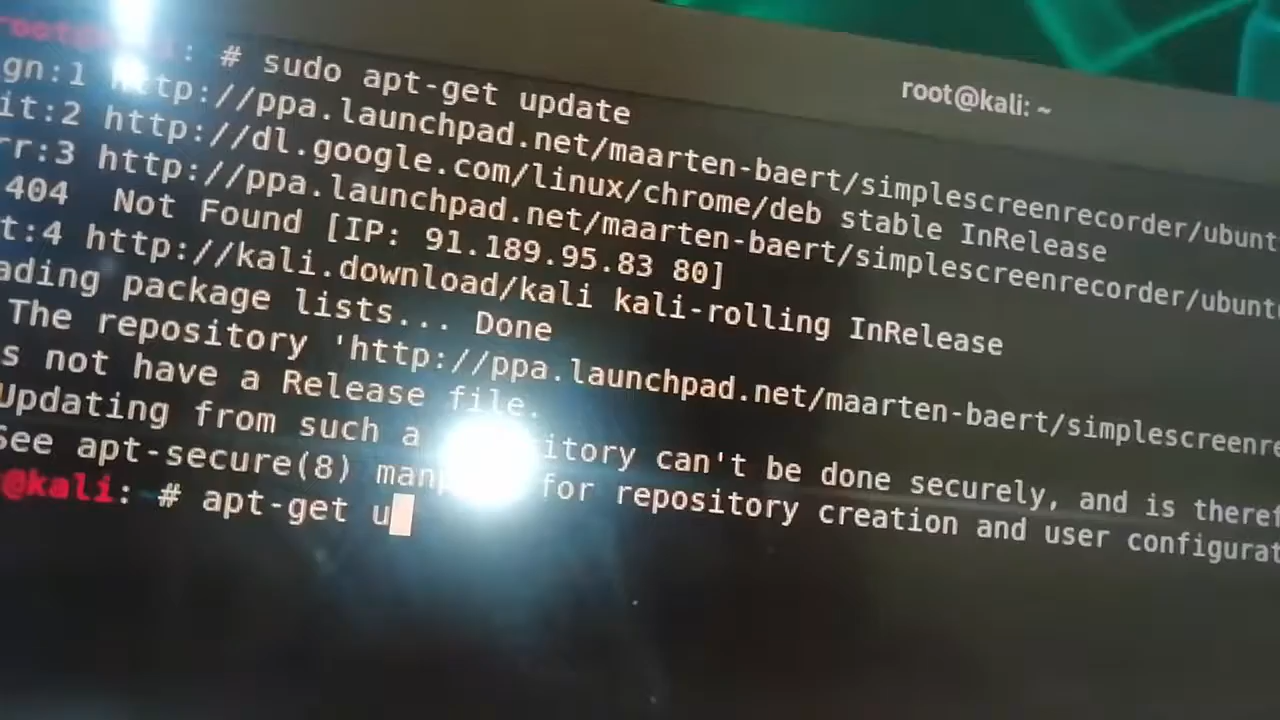 root@kali: ~
root@kali: # sudo apt-get update
gn:1 http://ppa.launchpad.net/maarten-baert/simplescreenrecorder/ubunt
it:2 http://dl.google.com/linux/chrome/deb stable InRelease
rr:3 http://ppa.launchpad.net/maarten-baert/simplescreenrecorder/ubuntu
404 Not Found [IP: 91.189.95.83 80]
t:4 http://kali.download/kali kali-rolling InRelease
ading package lists... Done
The repository 'http://ppa.launchpad.net/maarten-baert/simplescreenre
s not have a Release file.
Updating from such a itory can't be done securely, and is theref
See apt-secure(8) man for repository creation and user configurat
@kali: # apt-get u